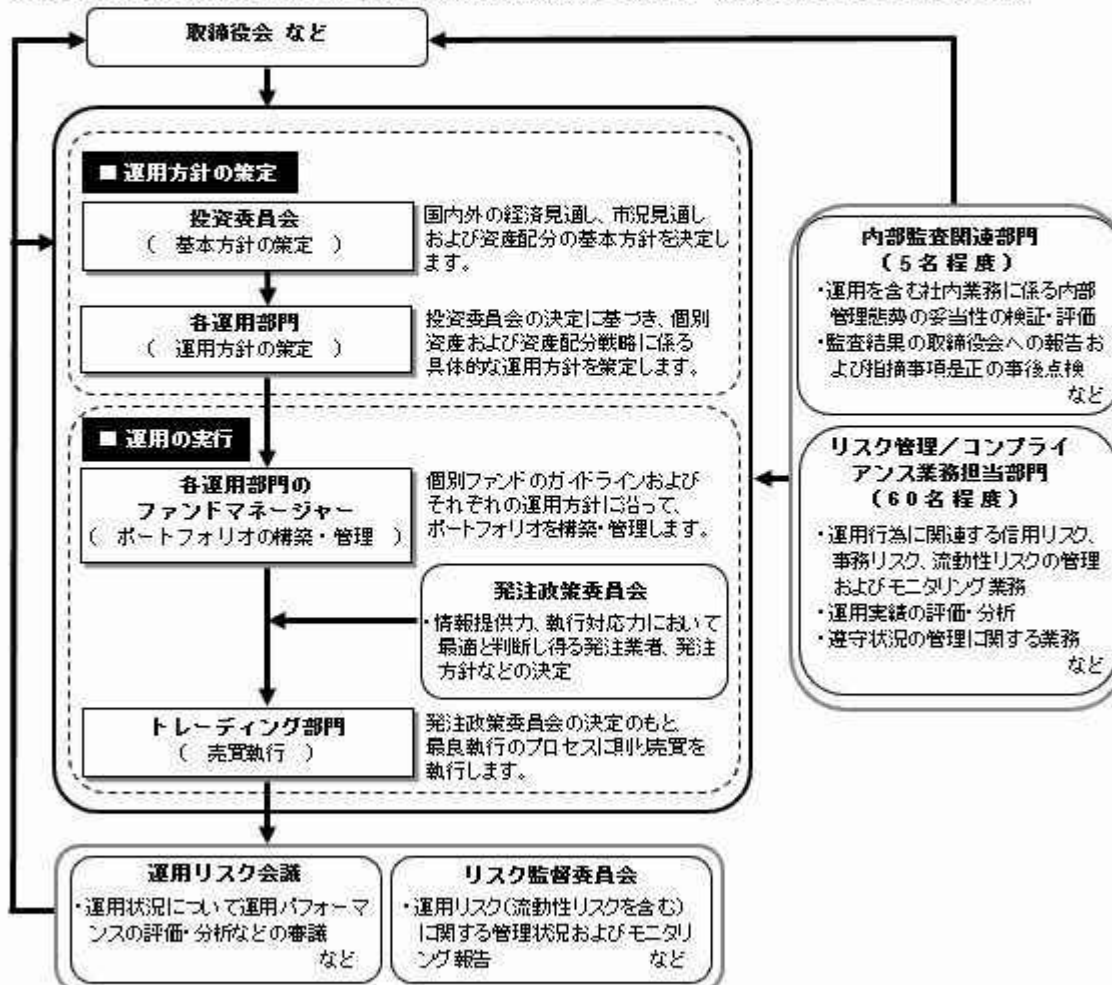 取締役会 など
■ 運用方針の策定
投資委員会
( 基本方針の策定 )
国内外の経済見通し、市況見通し
および資産配分の基本方針を決定し
ます。
各運用部門
( 運用方針の策定 )
投資委員会の決定に基づき、個別
資産および資産配分戦略に係る
具体的な運用方針を策定します。
■ 運用の実行
各運用部門の
ファンドマネージャー
( ポートフォリオの構築・管理 )
個別ファンドのガイドラインおよび
それぞれの運用方針に沿って、
ポートフォリオを構築・管理します。
発注政策委員会
・情報提供力、執行対応力において
最適と判断し得る発注業者、発注
方針などの決定
トレーディング部門
( 売買執行 )
発注政策委員会の決定のもと、
最良執行のプロセスに則り売買を
執行します。
内部監査関連部門
(5名程度)
・運用を含む社内業務に係る内部
管理態勢の妥当性の検証・評価
・監査結果の取締役会への報告お
よび指摘事項是正の事後点検
など
リスク管理/コンプライ
アンス業務担当部門
(60名程度)
・運用行為に関連する信用リスク、
事務リスク、流動性リスクの管理
およびモニタリング業務
・運用実績の評価・分析
・遵守状況の管理に関する業務
など
運用リスク会議
・運用状況について運用パフォーマ
ンスの評価・分析などの審議
など
リスク監督委員会
・運用リスク(流動性リスクを含む)
に関する管理状況およびモニタリ
ング報告 など